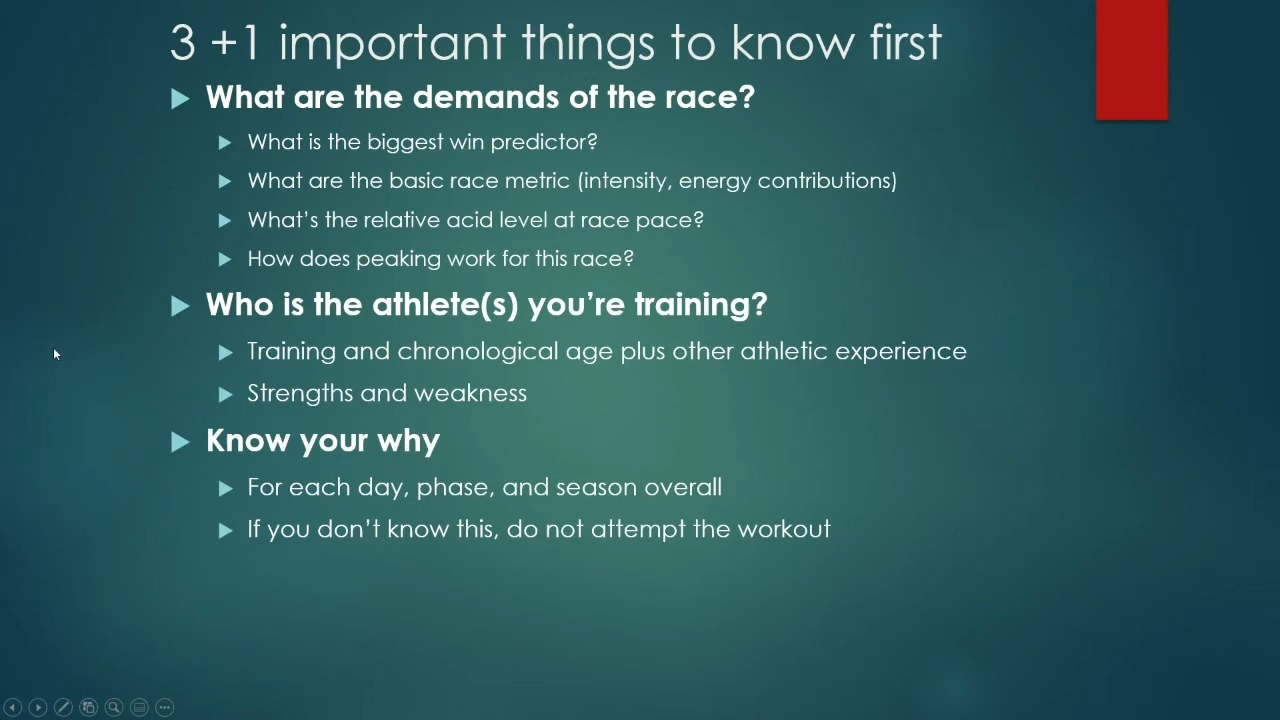 3 +1 important things to know first
What are the demands of the race?
What is the biggest win predictor?
What are the basic race metric (intensity, energy contributions)
What's the relative acid level at race pace?
How does peaking work for this race?
Who is the athlete(s) you're training?
Training and chronological age plus other athletic experience
Strengths and weakness
Know your why
For each day, phase, and season overall
If you don't know this, do not attempt the workout